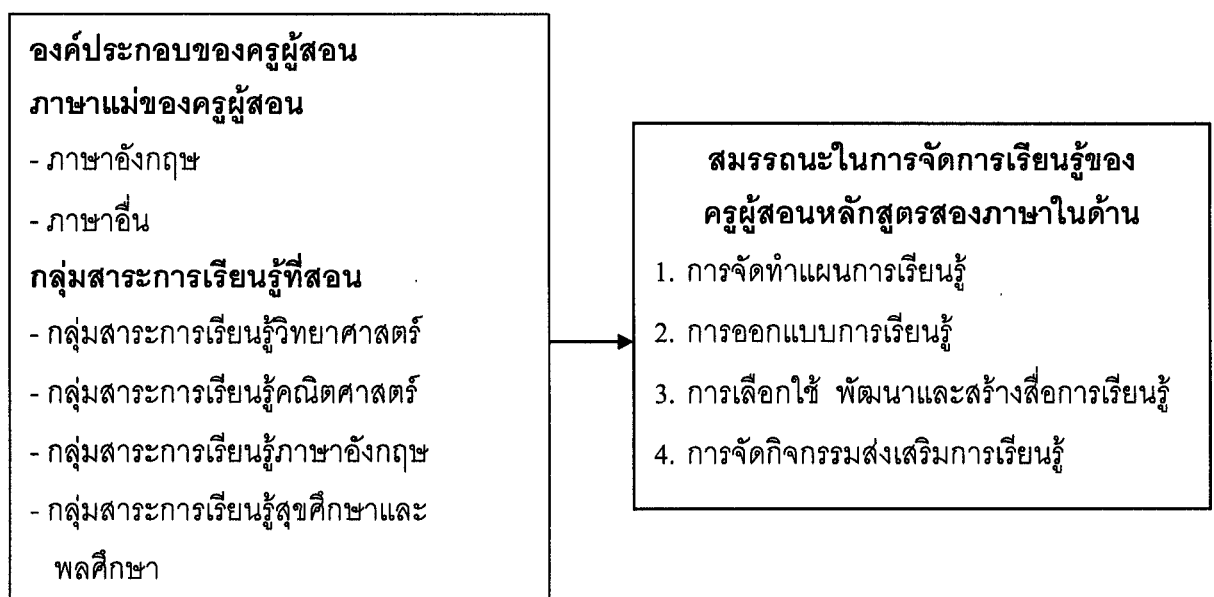 องค์ประกอบของครูผู้สอน
ภาษาแม่ของครูผู้สอน
- ภาษาอังกฤษ
- ภาษาอื่น
กลุ่มสาระการเรียนรู้ที่สอน
- กลุ่มสาระการเรียนรู้วิทยาศาสตร์
- กลุ่มสาระการเรียนรู้คณิตศาสตร์
- กลุ่มสาระการเรียนรู้ภาษาอังกฤษ
- กลุ่มสาระการเรียนรู้สุขศึกษาและ
พลศึกษา
สมรรถนะในการจัดการเรียนรู้ของ
ครูผู้สอนหลักสูตรสองภาษาในด้าน
1. การจัดทำแผนการเรียนรู้
2. การออกแบบการเรียนรู้
3. การเลือกใช้ พัฒนาและสร้างสื่อการเรียนรู้
4. การจัดกิจกรรมส่งเสริมการเรียนรู้